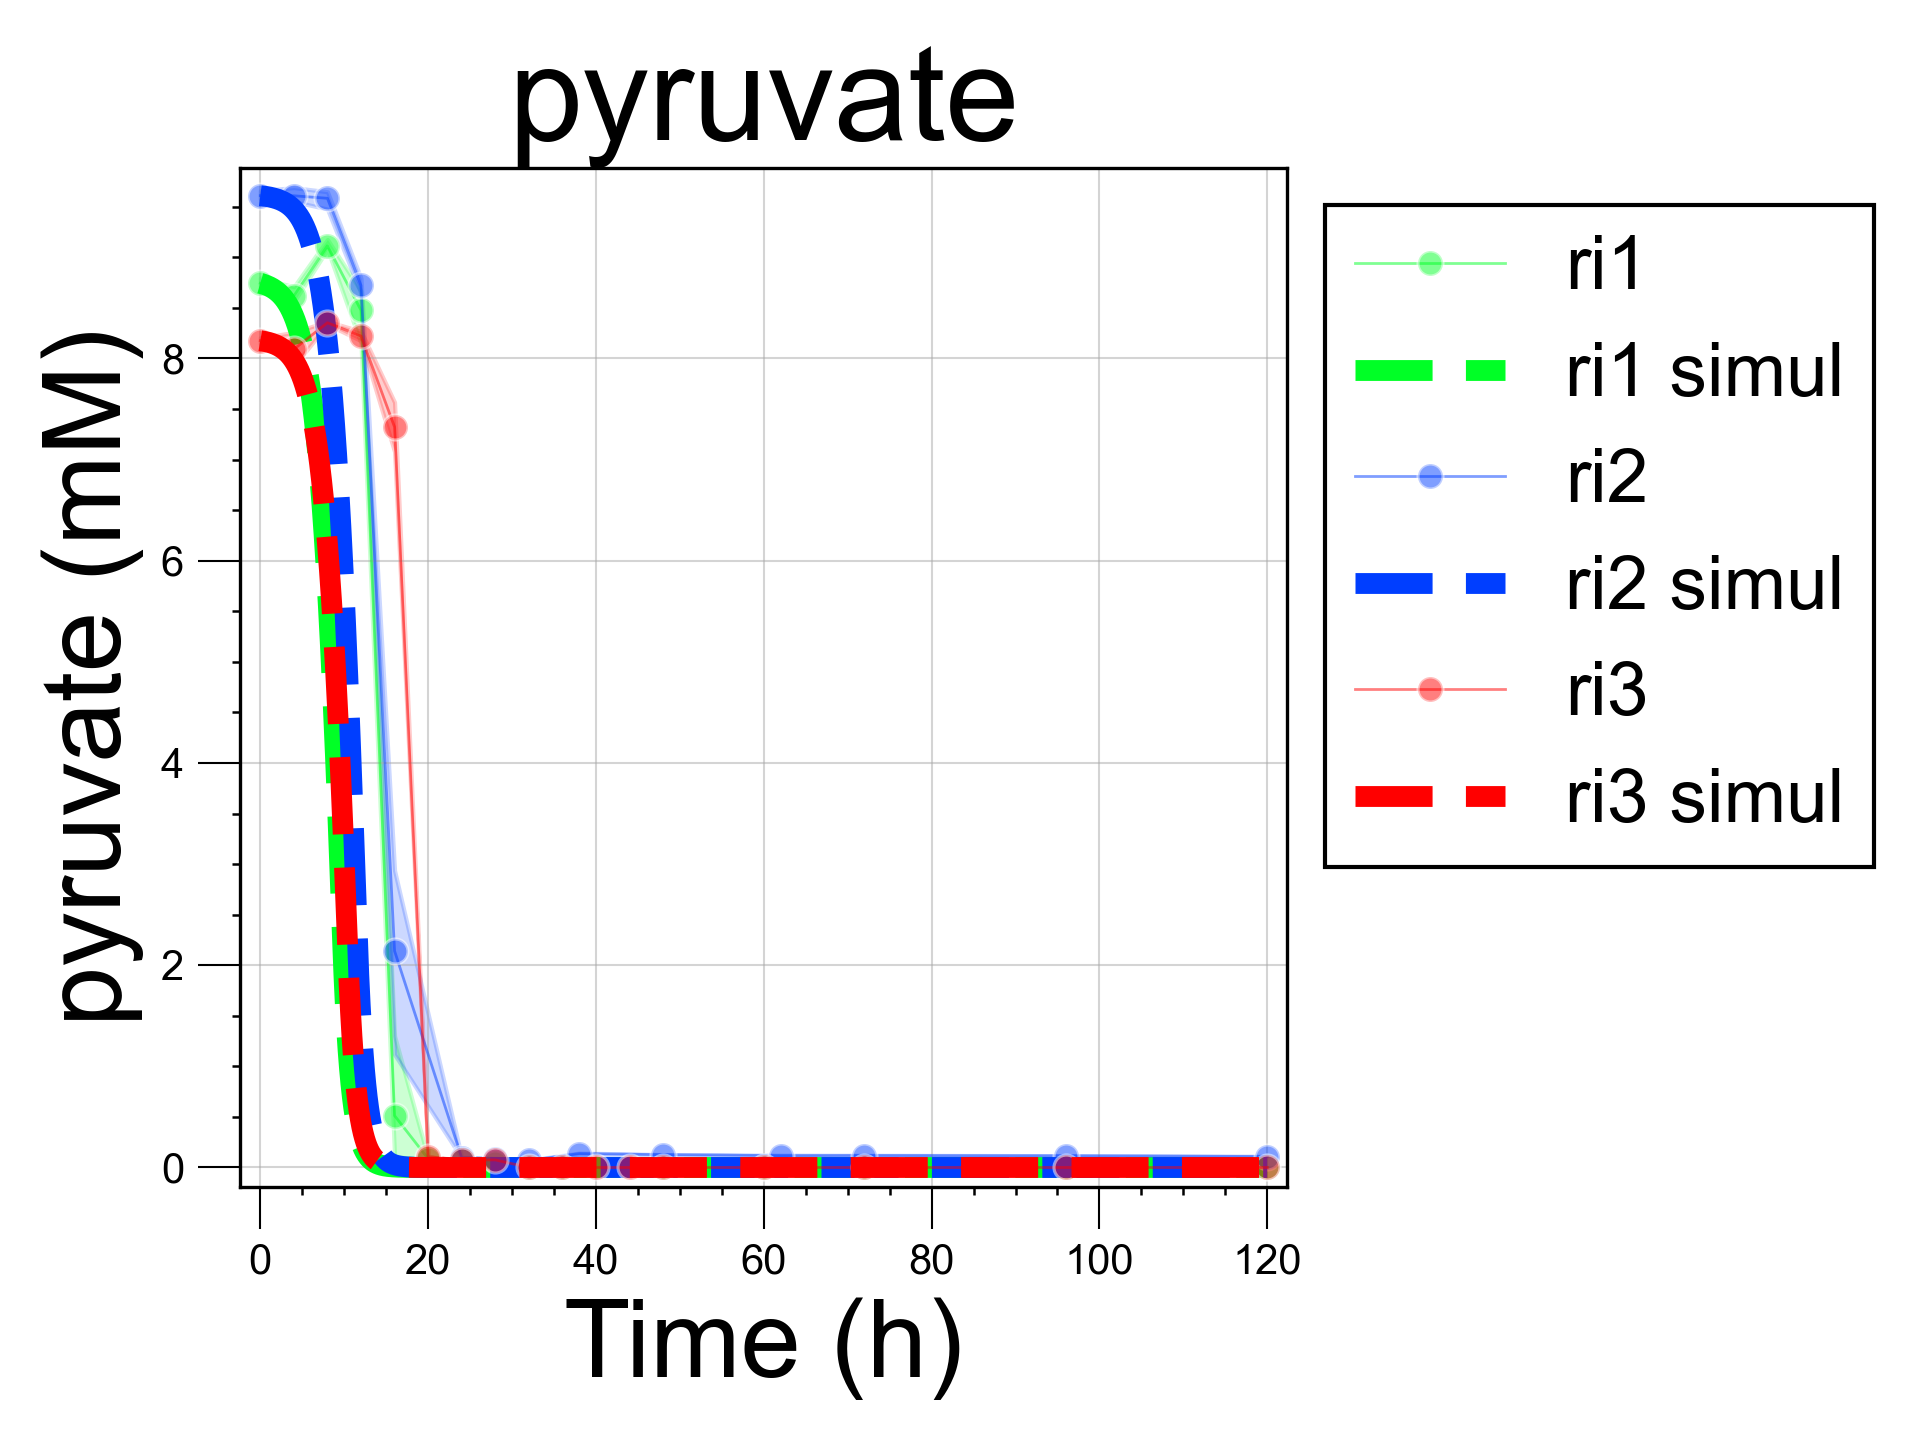 pyruvate
pyruvate (mM)
8
6
4
2
0
0 20 40 60 80 100 120
Time (h)
ri1
ri1 simul
ri2
ri2 simul
ri3
ri3 simul